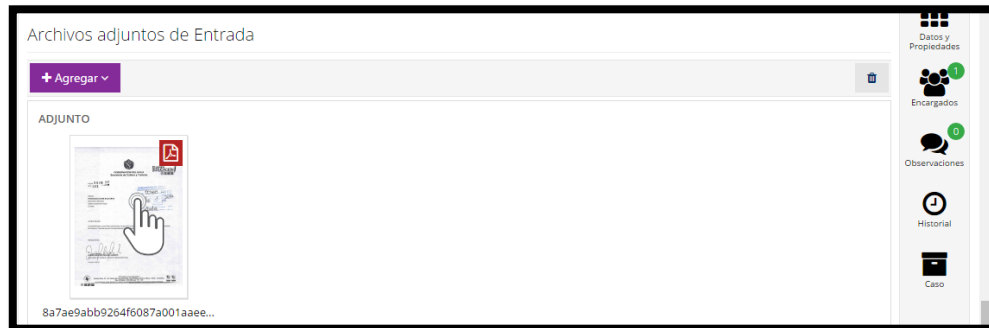 Archivos adjuntos de Entrada
+ Agregar
ADJUNTO
8a7ae9abb9264f6087a001aaee...
Datos y
Propiedades
1
Encargados
0
Observaciones
Historial
Caso